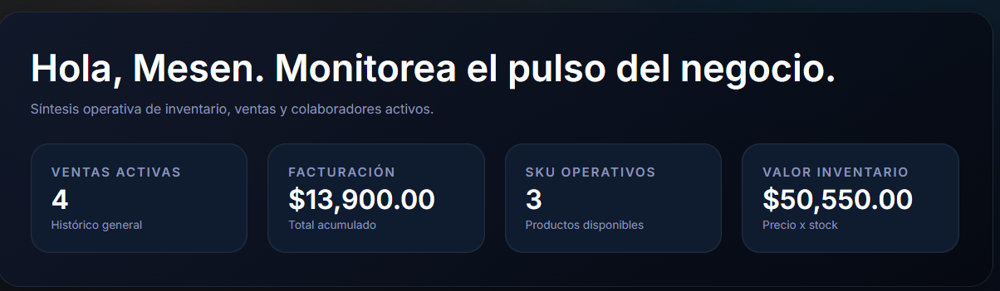 Hola, Mesen. Monitorea el pulso del negocio.
Síntesis operativa de inventario, ventas y colaboradores activos.
VENTAS ACTIVAS
4
Histórico general
FACTURACIÓN
$13,900.00
Total acumulado
SKU OPERATIVOS
3
Productos disponibles
VALOR INVENTARIO
$50,550.00
Precio x stock